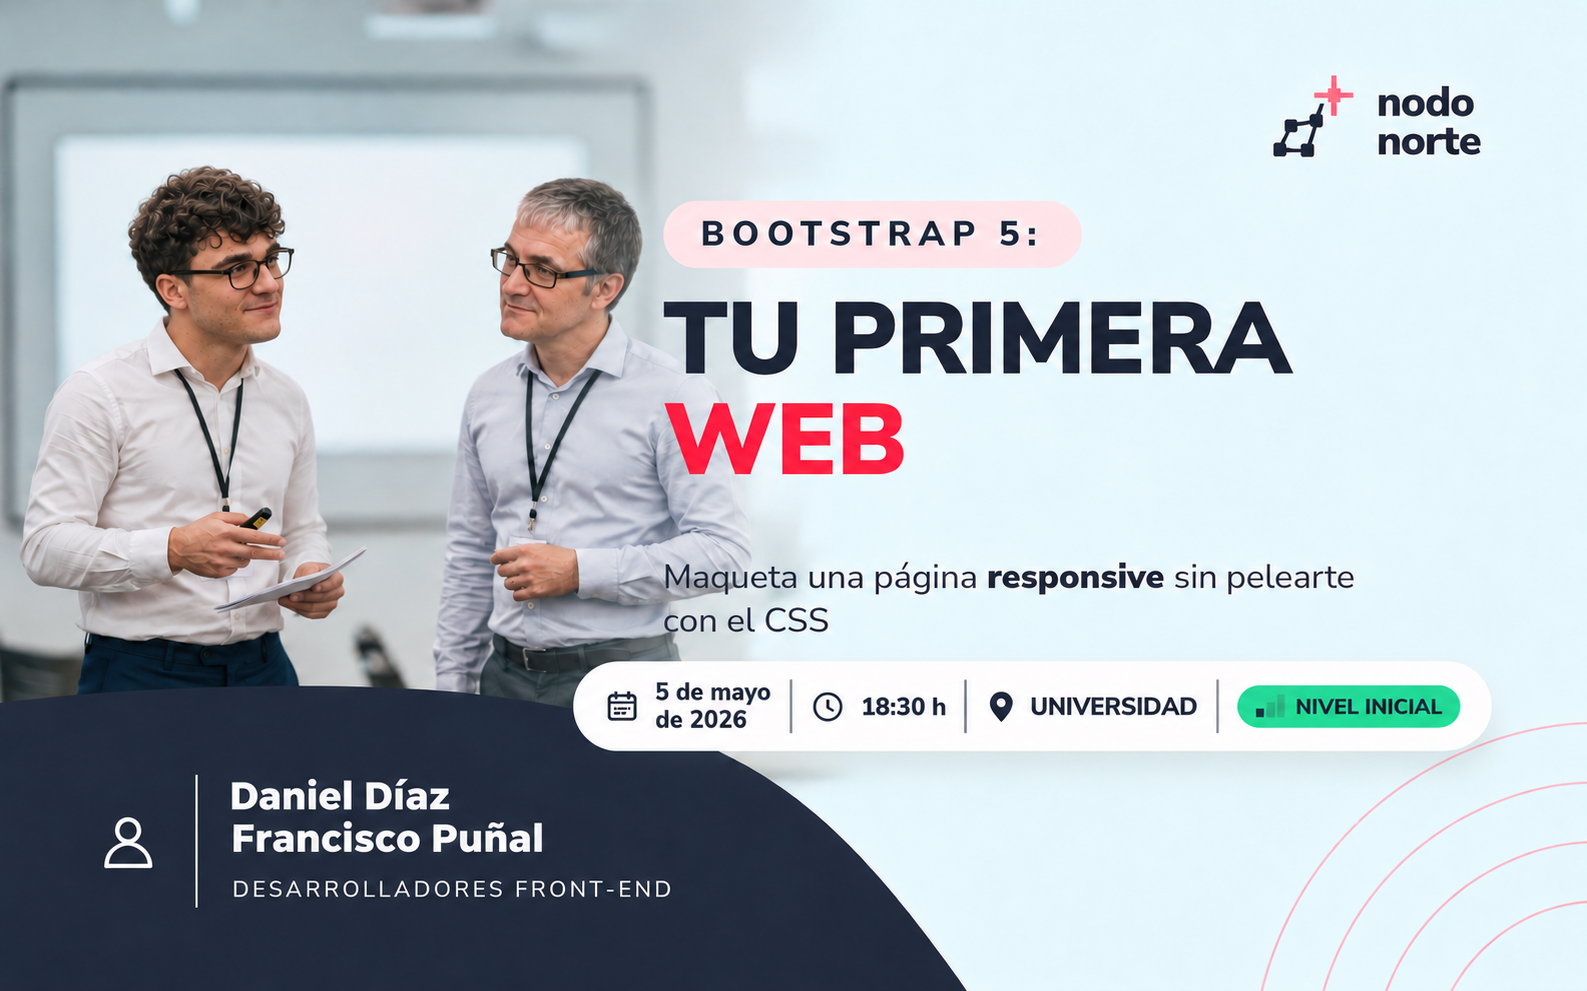 nodo
norte
BOOTSTRAP 5:
TU PRIMERA
WEB
Maqueta una página responsive sin pelearte
con el CSS
5 de mayo
de 2026
18:30 h
UNIVERSIDAD
NIVEL INICIAL
Daniel Díaz
Francisco Puñal
DESARROLLADORES FRONT-END